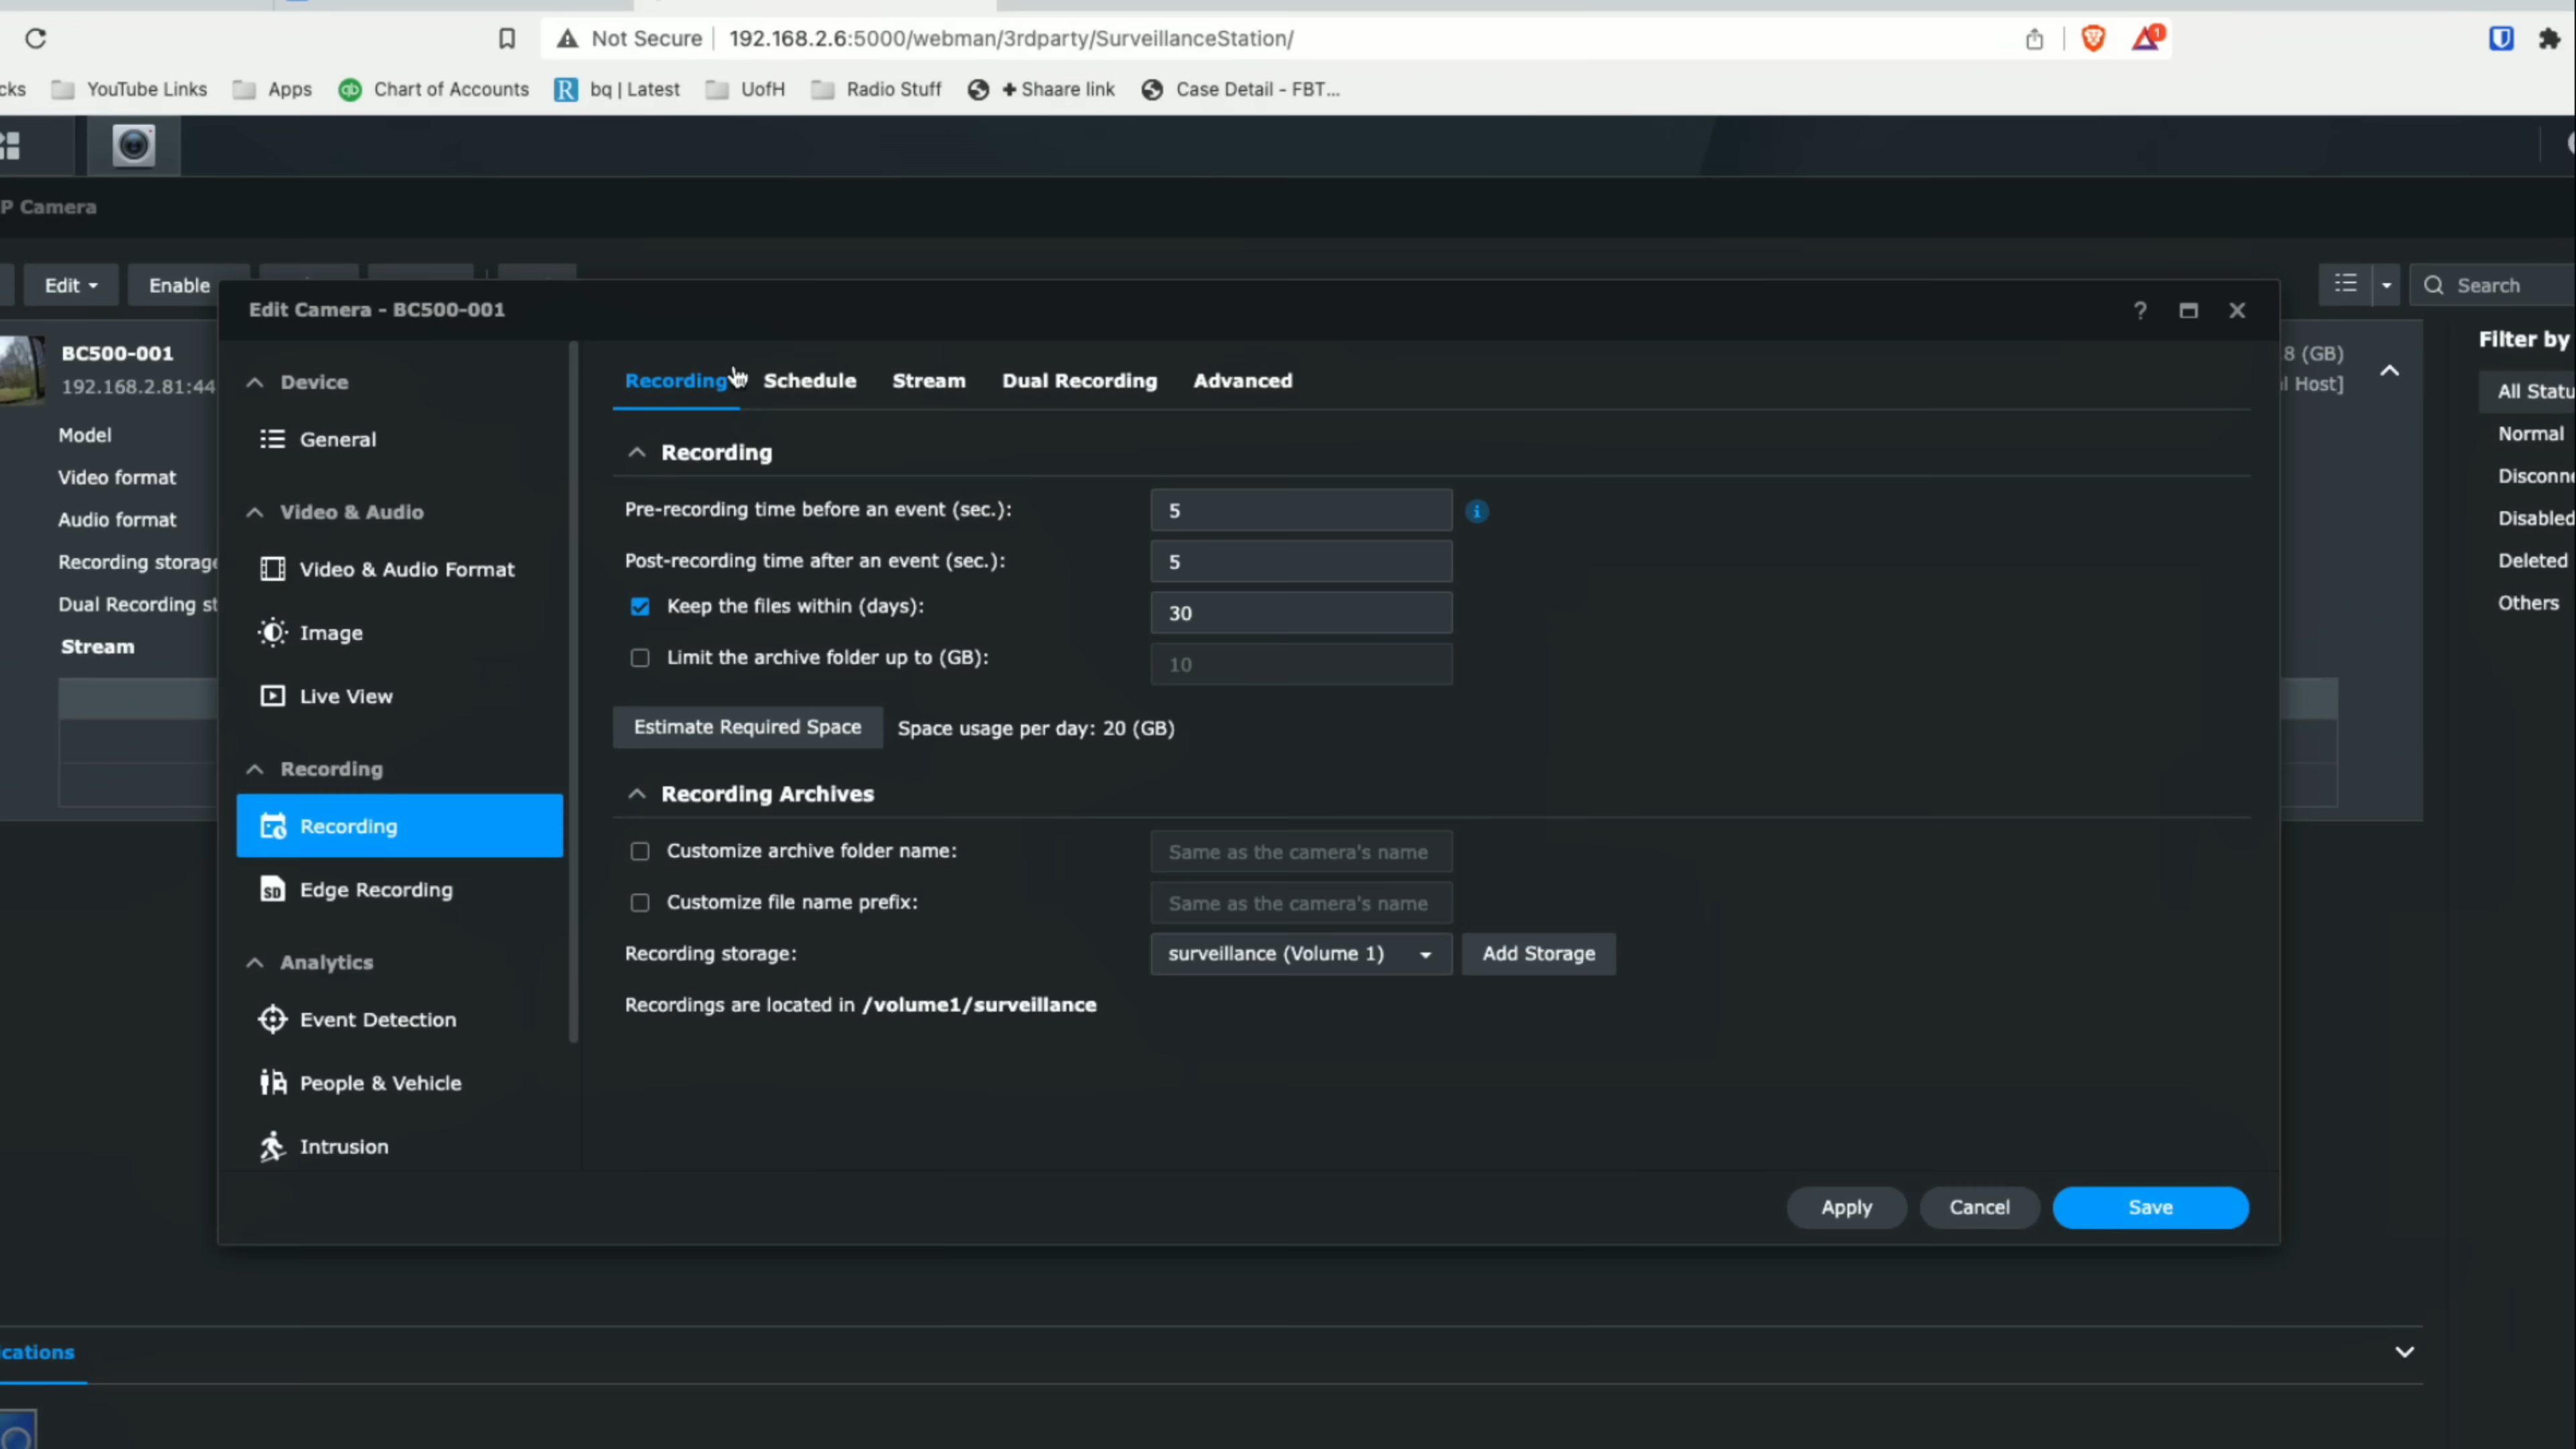 Not Secure 192.168.2.6:5000/webman/3rdparty/SurveillanceStation/ 1
cks YouTube Links Apps qb Chart of Accounts R bq | Latest UofH Radio Stuff + Shaare link Case Detail - FBT...
P Camera
Edit Enable Search
Edit Camera - BC500-001 ?
BC500-001
192.168.2.81:44
Model
Video format
Audio format
Recording storage
Dual Recording st
Stream
Device
General
Video & Audio
Video & Audio Format
Image
Live View
Recording
Recording
SD Edge Recording
Analytics
Event Detection
People & Vehicle
Intrusion
Recording Schedule Stream Dual Recording Advanced
Recording
Pre-recording time before an event (sec.): 5 i
Post-recording time after an event (sec.): 5
Keep the files within (days): 30
Limit the archive folder up to (GB): 10
Estimate Required Space Space usage per day: 20 (GB)
Recording Archives
Customize archive folder name: Same as the camera's name
Customize file name prefix: Same as the camera's name
Recording storage: surveillance (Volume 1) Add Storage
Recordings are located in /volume1/surveillance
Apply Cancel Save
8 (GB)
l Host]
Filter by
All Statu
Normal
Disconne
Disabled
Deleted
Others
ications